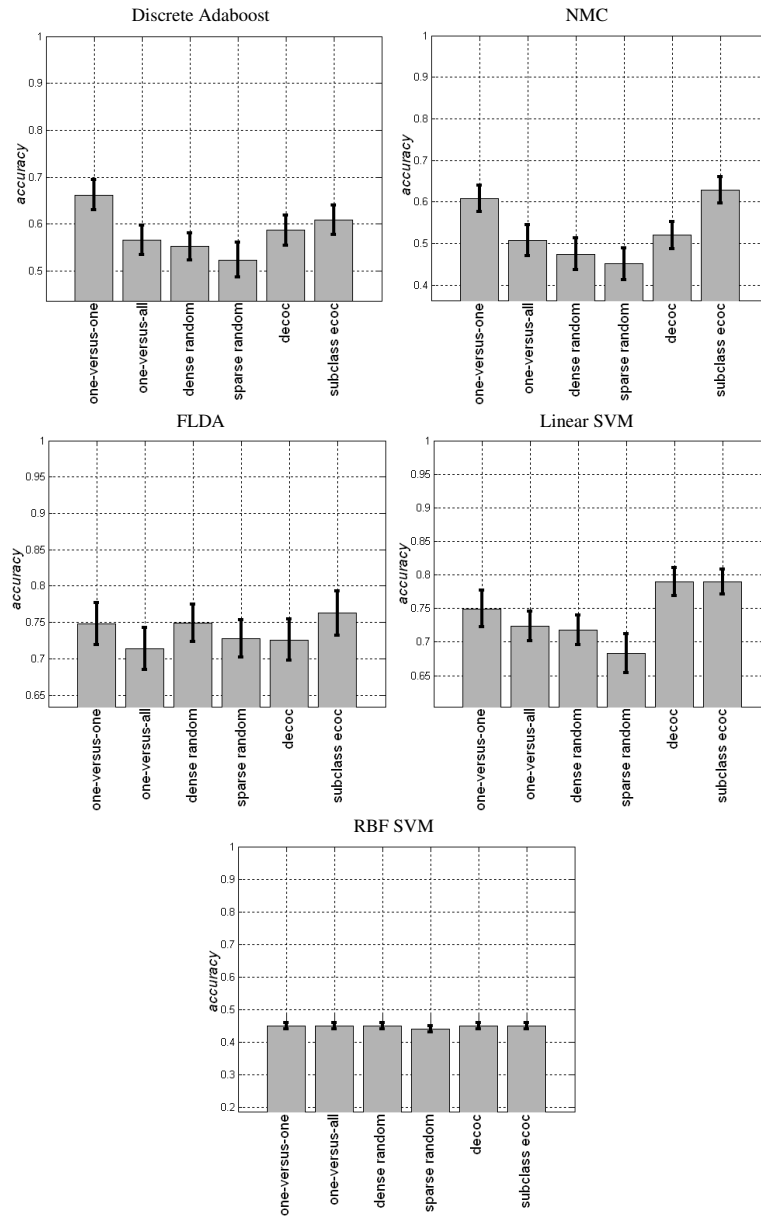 Discrete Adaboost
1
0.9
0.8
0.7
0.6
0.5
accuracy
one-versus-one
one-versus-all
dense random
sparse random
decoc
subclass ecoc
NMC
1
0.9
0.8
0.7
0.6
0.5
0.4
accuracy
one-versus-one
one-versus-all
dense random
sparse random
decoc
subclass ecoc
FLDA
1
0.95
0.9
0.85
0.8
0.75
0.7
0.65
accuracy
one-versus-one
one-versus-all
dense random
sparse random
decoc
subclass ecoc
Linear SVM
1
0.95
0.9
0.85
0.8
0.75
0.7
0.65
accuracy
one-versus-one
one-versus-all
dense random
sparse random
decoc
subclass ecoc
RBF SVM
1
0.9
0.8
0.7
0.6
0.5
0.4
0.3
0.2
accuracy
one-versus-one
one-versus-all
dense random
sparse random
decoc
subclass ecoc